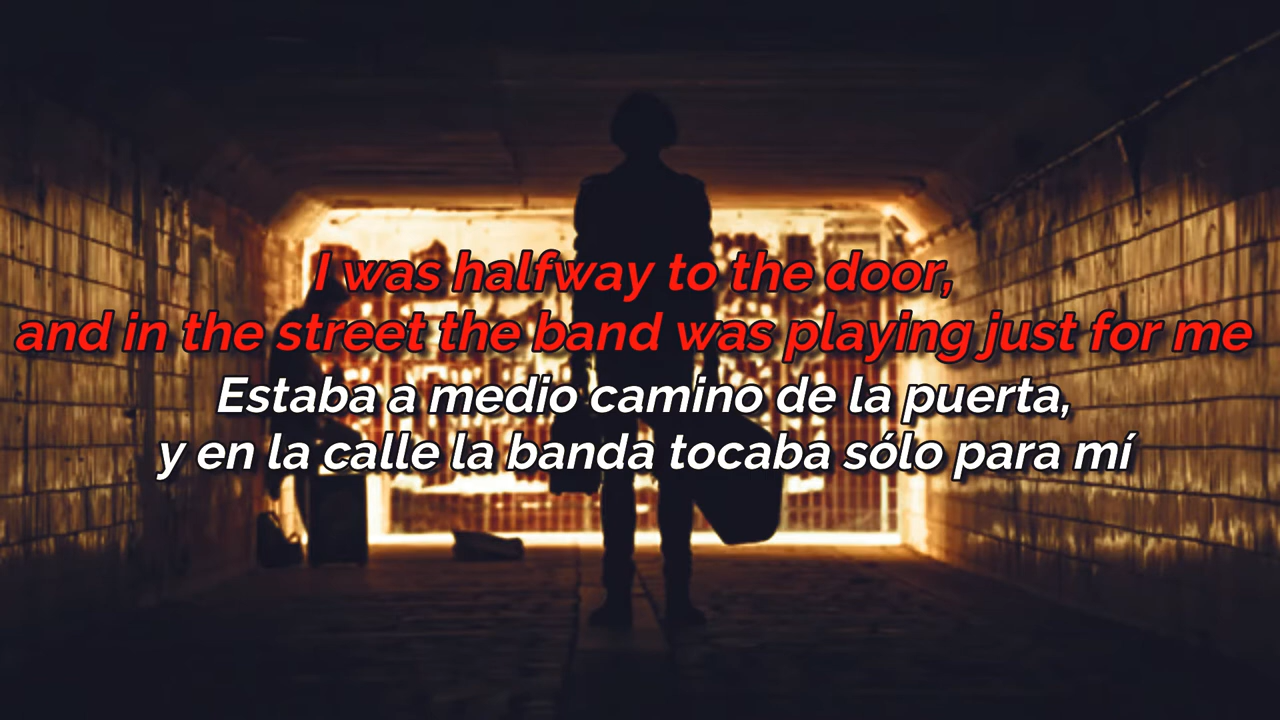 I was halfway to the door,
and in the street the band was playing just for me
Estaba a medio camino de la puerta,
y en la calle la banda tocaba sólo para mí